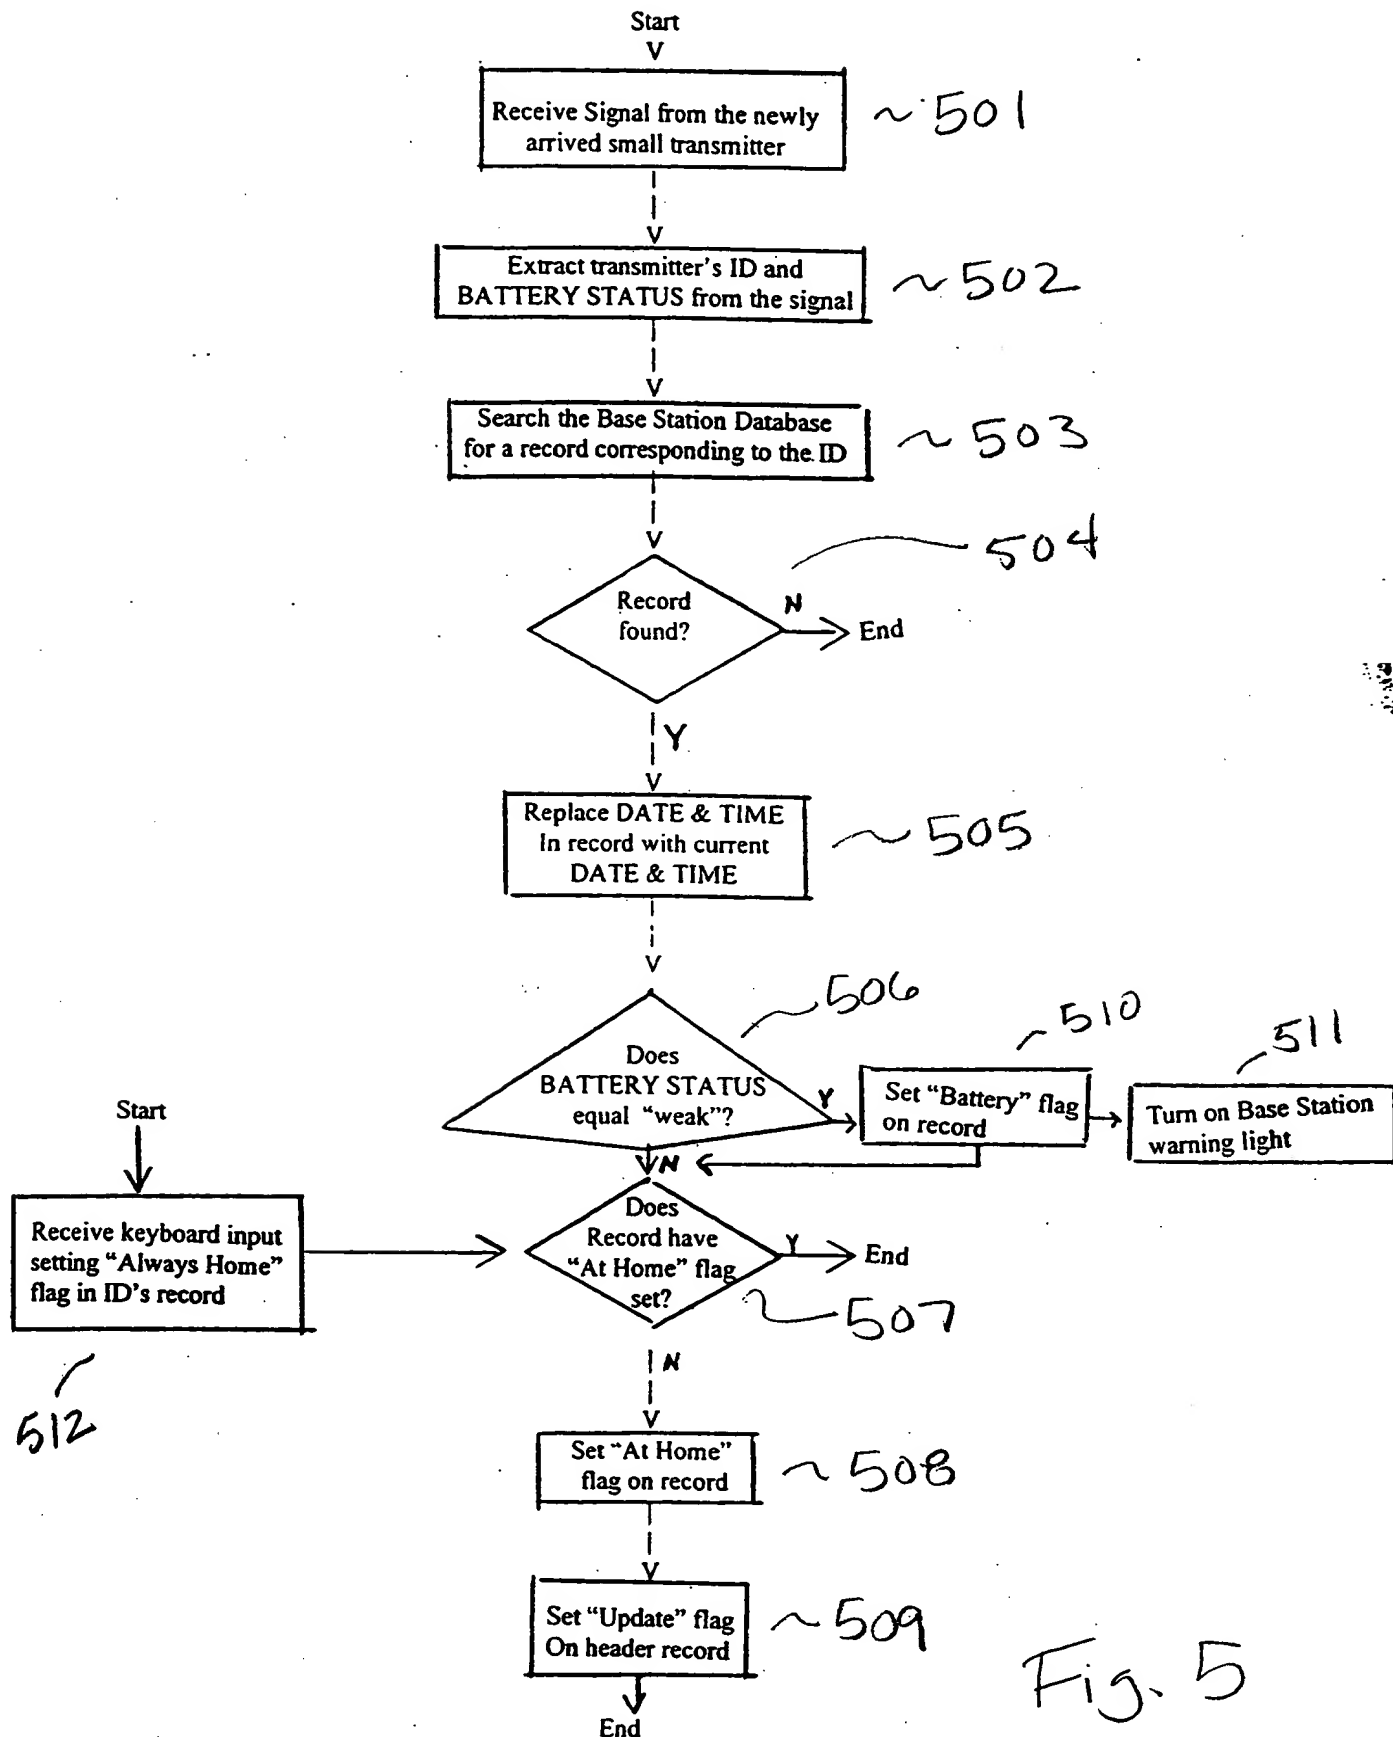 Start
V
Receive Signal from the newly
arrived small transmitter
~ 501
V
Extract transmitter's ID and
BATTERY STATUS from the signal
~ 502
V
Search the Base Station Database
for a record corresponding to the ID
~ 503
V
504
Record
found?
N
End
Y
V
Replace DATE & TIME
In record with current
DATE & TIME
~ 505
V
506
Does
BATTERY STATUS
equal "weak"?
Y
510
Set "Battery" flag
on record
511
Turn on Base Station
warning light
N
Start
Receive keyboard input
setting "Always Home"
flag in ID's record
512
Does
Record have
"At Home" flag
set?
Y
End
507
N
V
Set "At Home"
flag on record
~ 508
V
Set "Update" flag
On header record
~ 509
End
Fig. 5